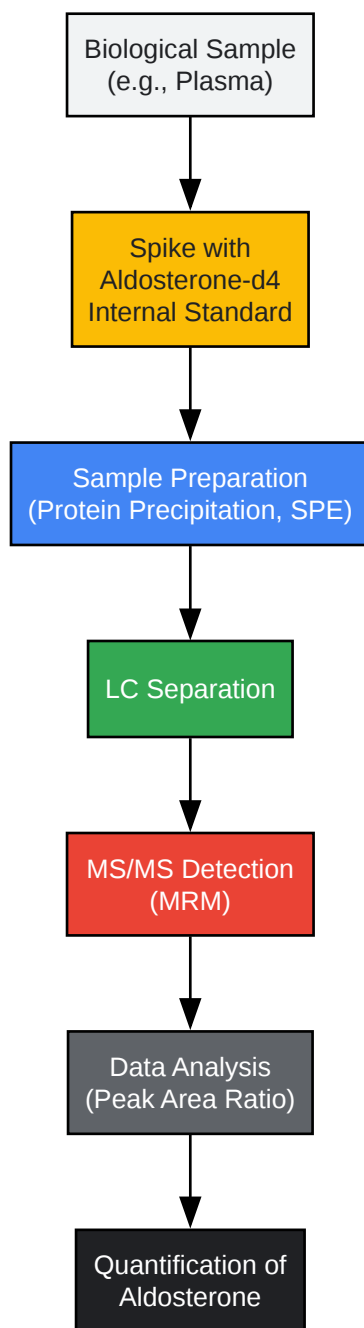 Biological Sample
(e.g., Plasma)
Spike with
Aldosterone-d4
Internal Standard
Sample Preparation
(Protein Precipitation, SPE)
LC Separation
MS/MS Detection
(MRM)
Data Analysis
(Peak Area Ratio)
Quantification of
Aldosterone